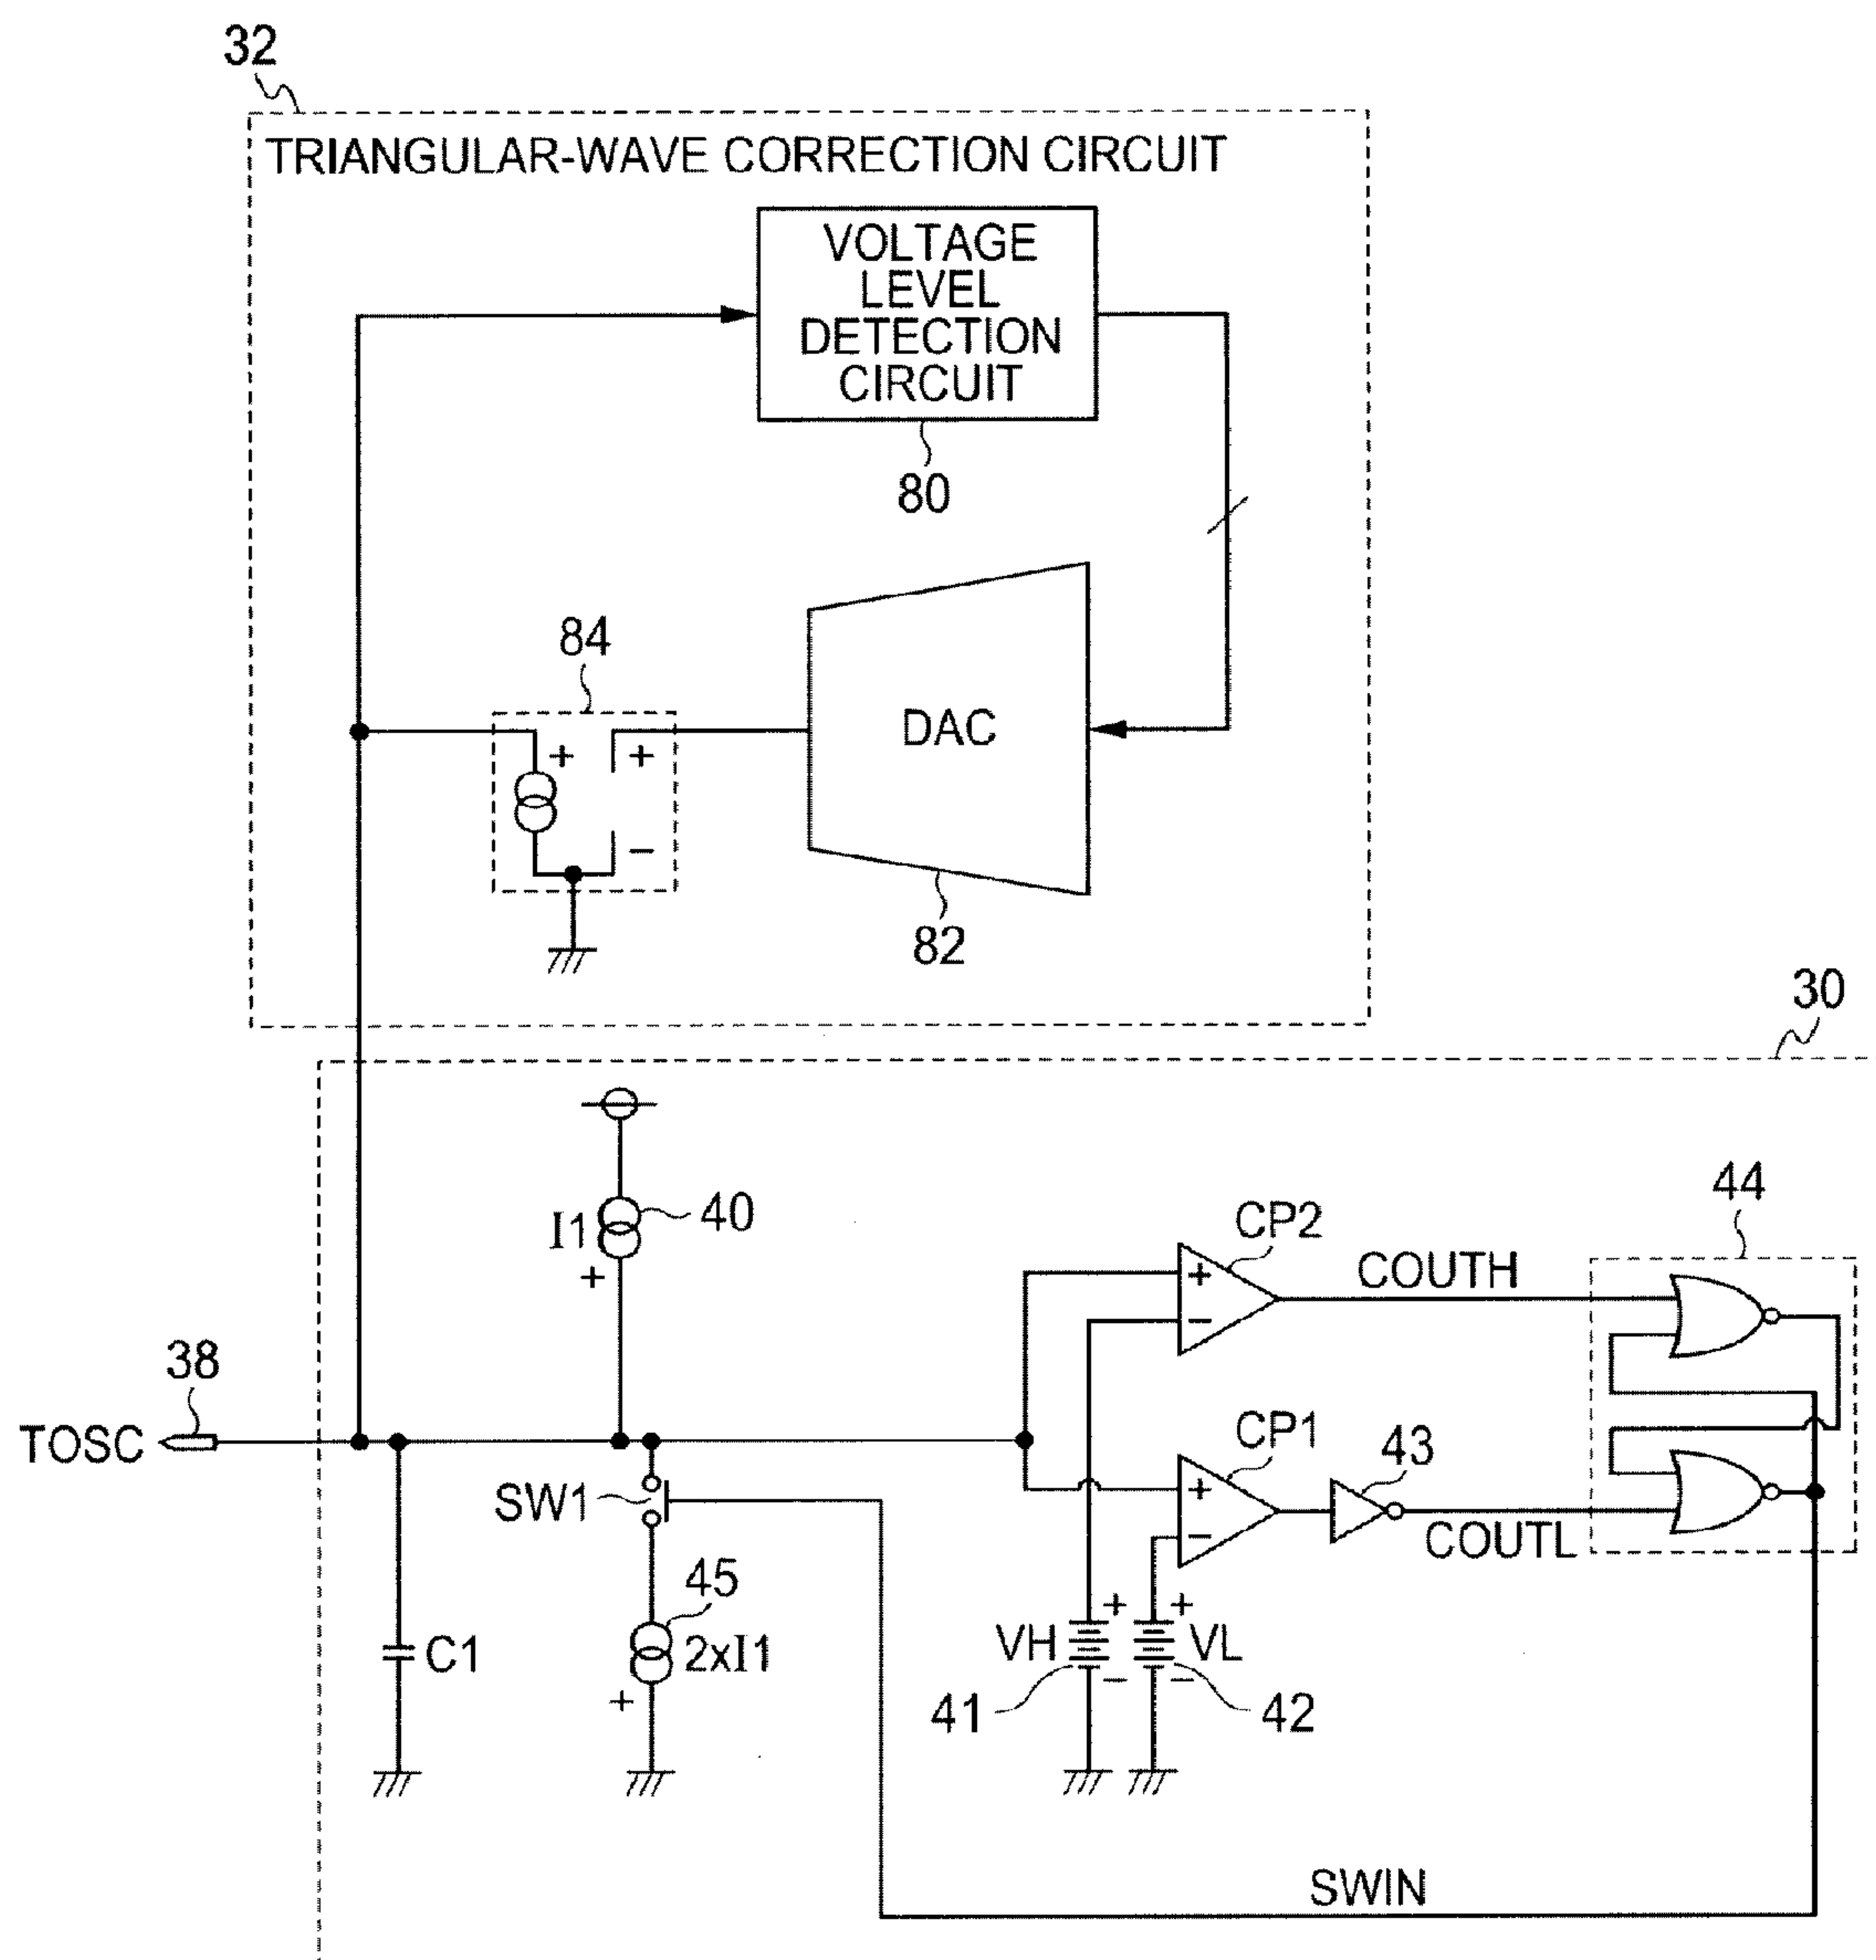 32
TRIANGULAR-WAVE CORRECTION CIRCUIT
VOLTAGE
LEVEL
DETECTION
CIRCUIT
80
84
DAC
+
+
−
82
30
I1
40
+
CP2
COUTH
44
+
−
38
TOSC
CP1
43
SW1
+
−
COUTL
45
2xI1
+
C1
VH
+
−
VL
+
−
41
42
SWIN